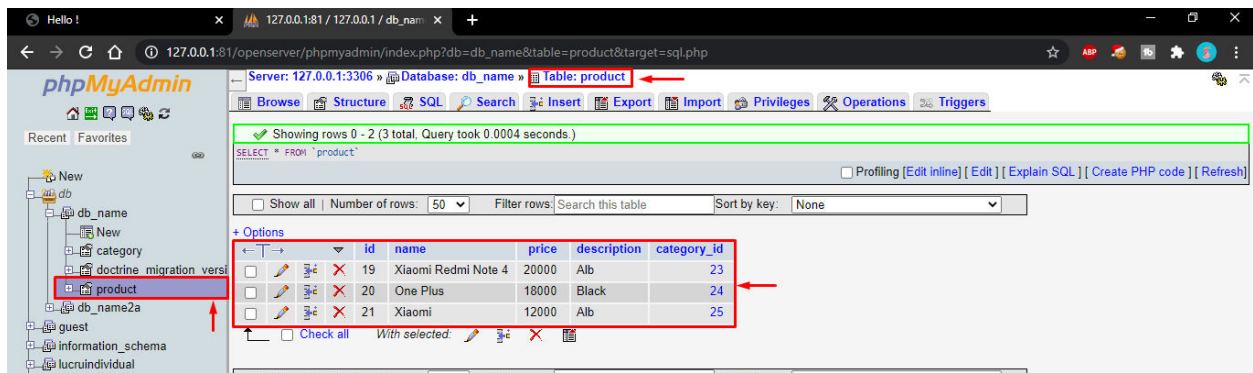 Hello !
127.0.0.1:81 / 127.0.0.1 / db_nam
127.0.0.1:81/openserver/phpmyadmin/index.php?db=db_name&table=product&target=sql.php
ABP
phpMyAdmin
Recent Favorites
New
db
db_name
New
category
doctrine_migration_versi
product
db_name2a
guest
information_schema
lucruindividual
Server: 127.0.0.1:3306 » Database: db_name » Table: product
Browse Structure SQL Search Insert Export Import Privileges Operations Triggers
Showing rows 0 - 2 (3 total, Query took 0.0004 seconds.)
SELECT * FROM `product`
Profiling [Edit inline] [ Edit ] [ Explain SQL ] [ Create PHP code ] [ Refresh]
Show all | Number of rows: 50 Filter rows: Search this table Sort by key: None
+ Options
id name price description category_id
19 Xiaomi Redmi Note 4 20000 Alb 23
20 One Plus 18000 Black 24
21 Xiaomi 12000 Alb 25
Check all With selected: